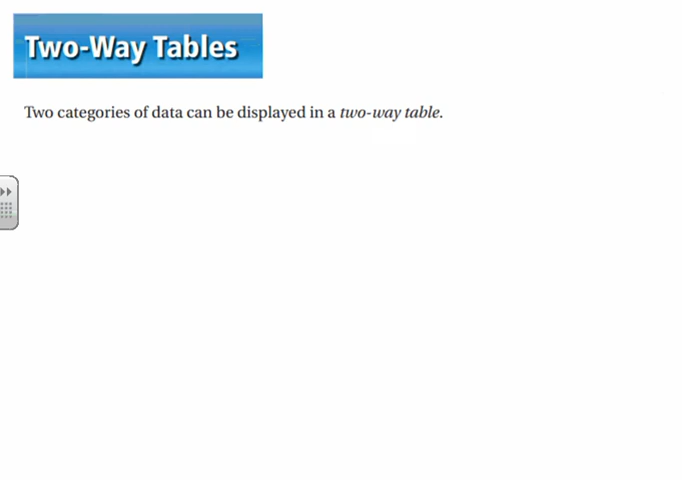 Two-Way Tables
Two categories of data can be displayed in a two-way table.